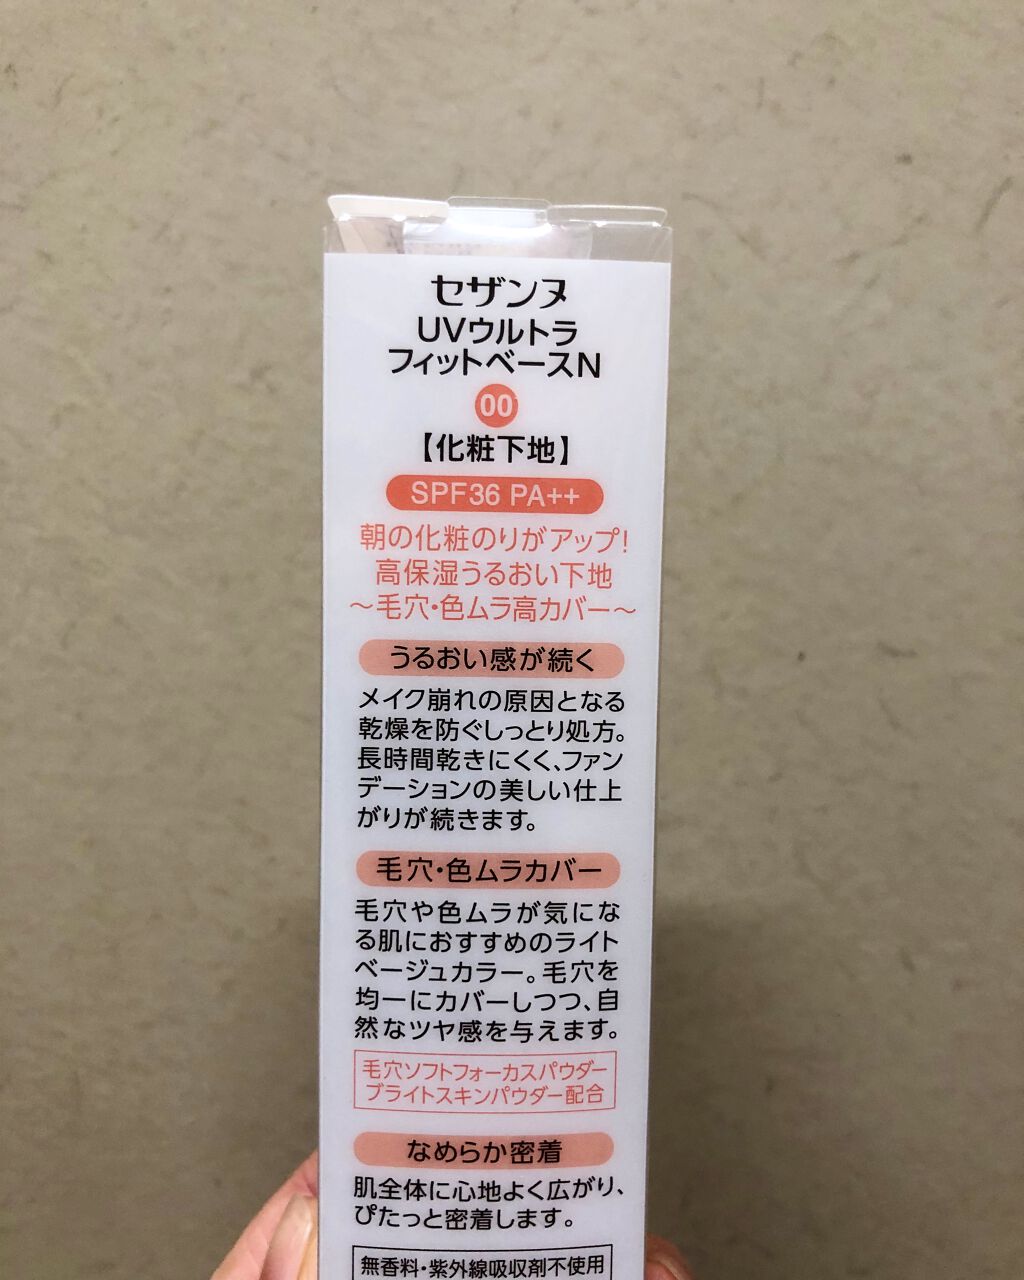 セザンヌ
UVウルトラ
フィットベースN
00
【化粧下地】
SPF36 PA++
朝の化粧のりがアップ!
高保湿うるおい下地
〜毛穴・色ムラ高カバー〜
うるおい感が続く
メイク崩れの原因となる
乾燥を防ぐしっとり処方。
長時間乾きにくく、ファン
デーションの美しい仕上
がりが続きます。
毛穴・色ムラカバー
毛穴や色ムラが気にな
る肌におすすめのライト
ベージュカラー。毛穴を
均一にカバーしつつ、自
然なツヤ感を与えます。
毛穴ソフトフォーカスパウダー
ブライトスキンパウダー配合
なめらか密着
肌全体に心地よく広がり、
ぴたっと密着します。
無香料・紫外線吸収剤不使用